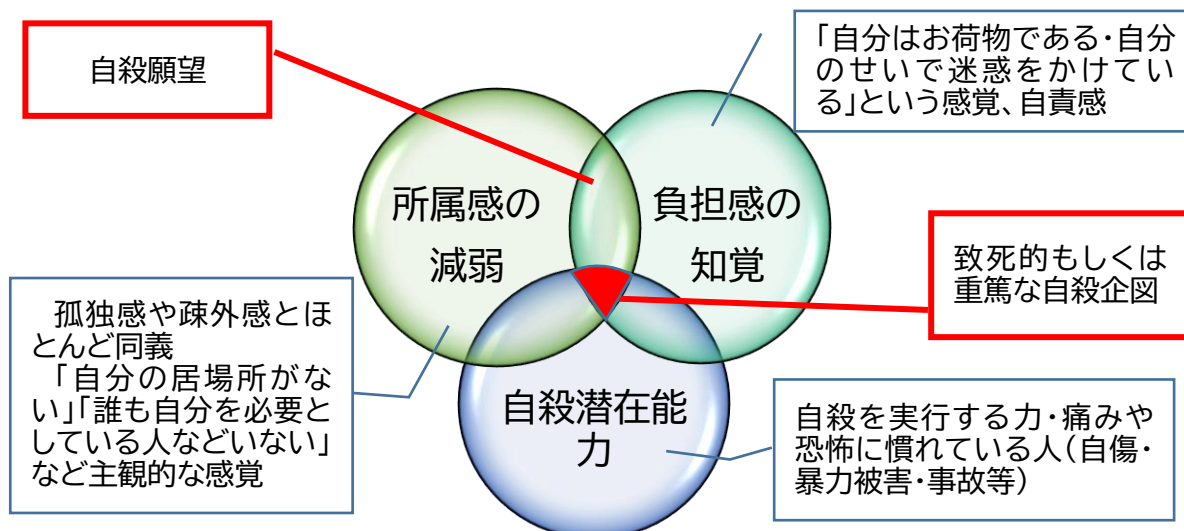 自殺願望
「自分はお荷物である・自分
のせいで迷惑をかけてい
る」という感覚、自責感
所属感の
減弱
負担感の
知覚
致死的もしくは
重篤な自殺企図
孤独感や疎外感とほ
とんど同義
「自分の居場所がな
い」「誰も自分を必要と
している人などいない」
など主観的な感覚
自殺潜在能
力
自殺を実行する力・痛みや
恐怖に慣れている人（自傷・
暴力被害・事故等）